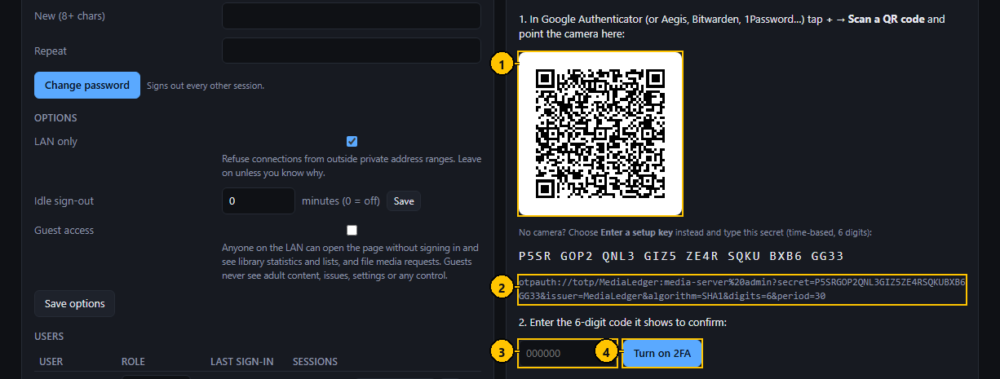 New (8+ chars)
Repeat
Change password Signs out every other session.
OPTIONS
LAN only
Refuse connections from outside private address ranges. Leave
on unless you know why.
Idle sign-out 0 minutes (0 = off) Save
Guest access
Anyone on the LAN can open the page without signing in and
see library statistics and lists, and file media requests. Guests
never see adult content, issues, settings or any control.
Save options
USERS
USER ROLE LAST SIGN-IN SESSIONS
1. In Google Authenticator (or Aegis, Bitwarden, 1Password...) tap + → Scan a QR code and
point the camera here:
1
No camera? Choose Enter a setup key instead and type this secret (time-based, 6 digits):
P5SR GOP2 QNL3 GIZ5 ZE4R SQKU BXB6 GG33
2
otpauth://totp/MediaLedger:media-server%20admin?secret=P5SRGOP2QNL3GIZ5ZE4RSQKUBXB6
GG33&issuer=MediaLedger&algorithm=SHA1&digits=6&period=30
2. Enter the 6-digit code it shows to confirm:
3 000000 4 Turn on 2FA